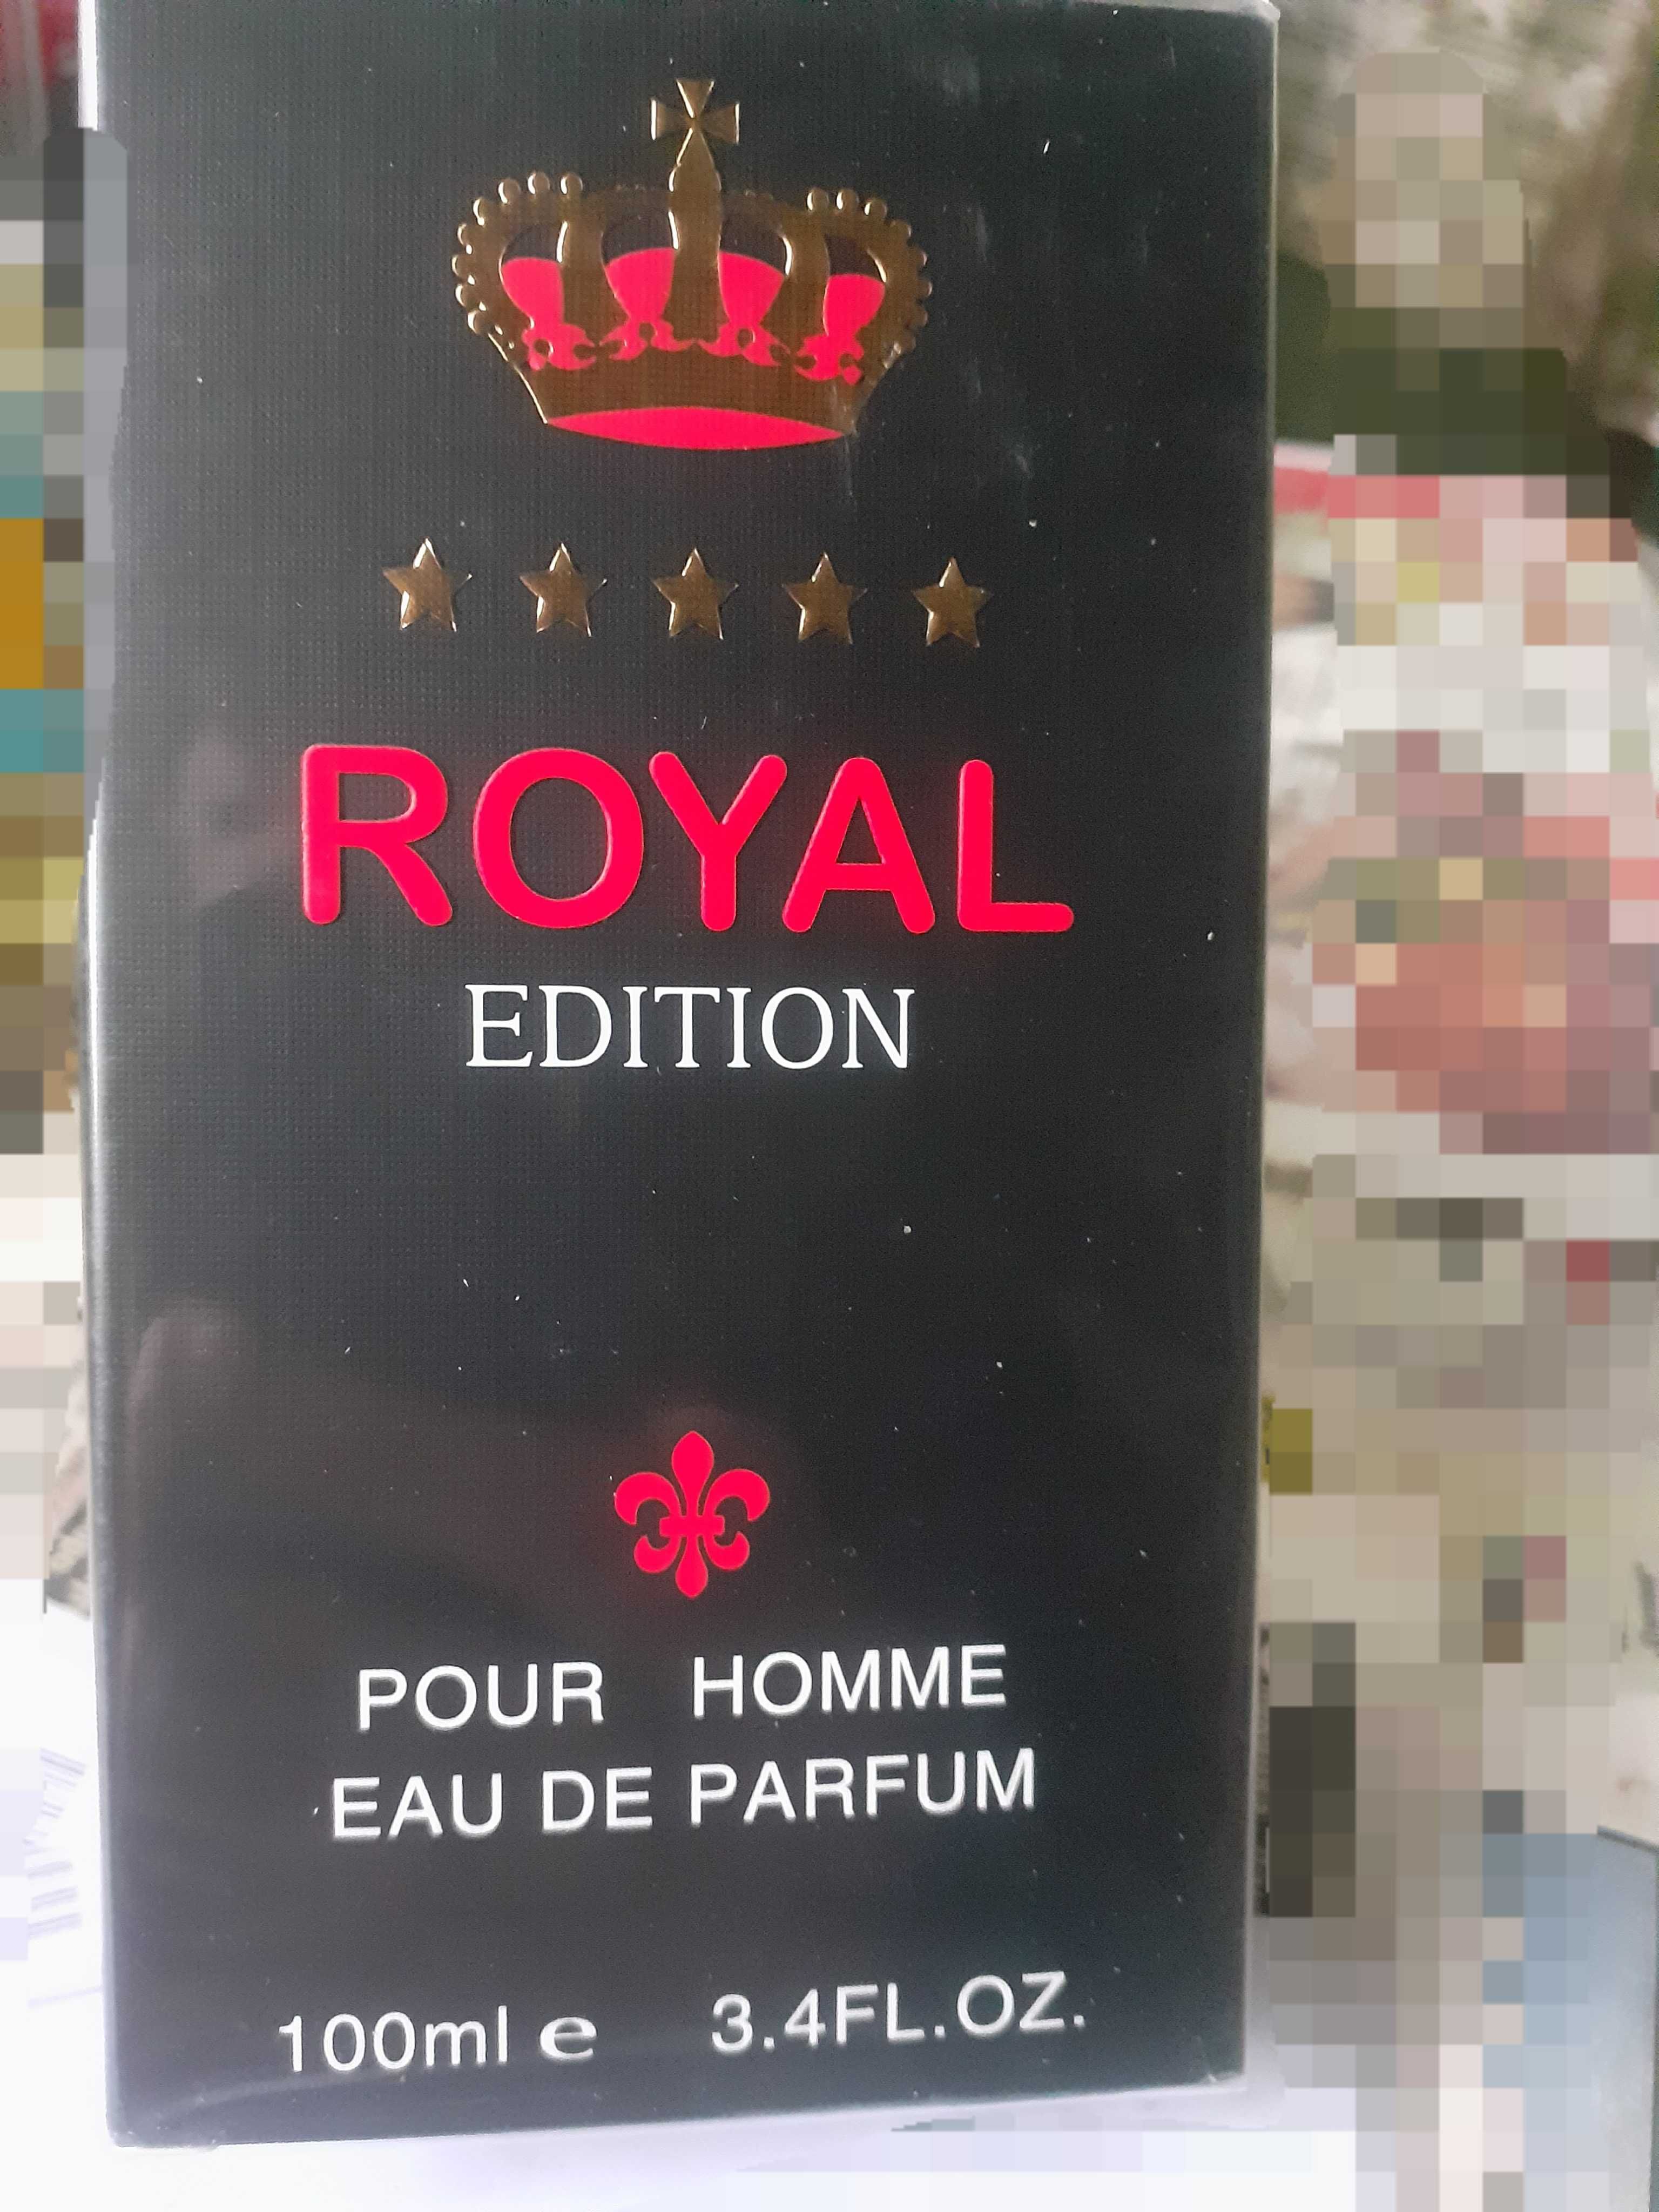 ROYAL
EDITION
POUR HOMME
EAU DE PARFUM
100ml e 3.4FL.OZ.